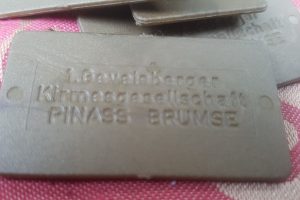 1. Gevelsberger
Kirmesgesellschaft
PINASS BRUMSE